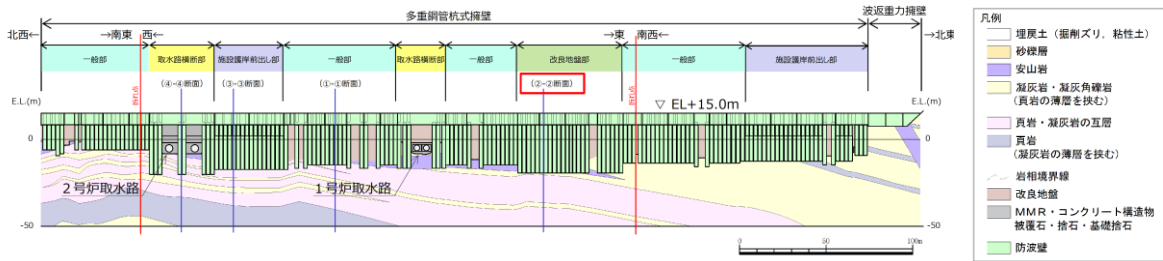 多重鋼管杭式擁壁
波返重力擁壁
北西← →南東 ←西 →東 南西← →北東
一般部 取水路横断部 施設護岸前出し部 一般部 取水路横断部 一般部 改良地盤部 一般部 施設護岸前出し部
(④-④断面) (③-③断面) (①-①断面) (②-②断面)
E.L.(m) ▽ EL+15.0m E.L.(m)
0 0
2号炉取水路 1号炉取水路
-50 -50
0 50 100m
凡例
埋戻土(掘削ズリ,粘性土)
砂礫層
安山岩
凝灰岩・凝灰角礫岩
(頁岩の薄層を挟む)
頁岩・凝灰岩の互層
頁岩
(凝灰岩の薄層を挟む)
岩相境界線
改良地盤
MMR・コンクリート構造物
被覆石・捨石・基礎捨石
防波壁